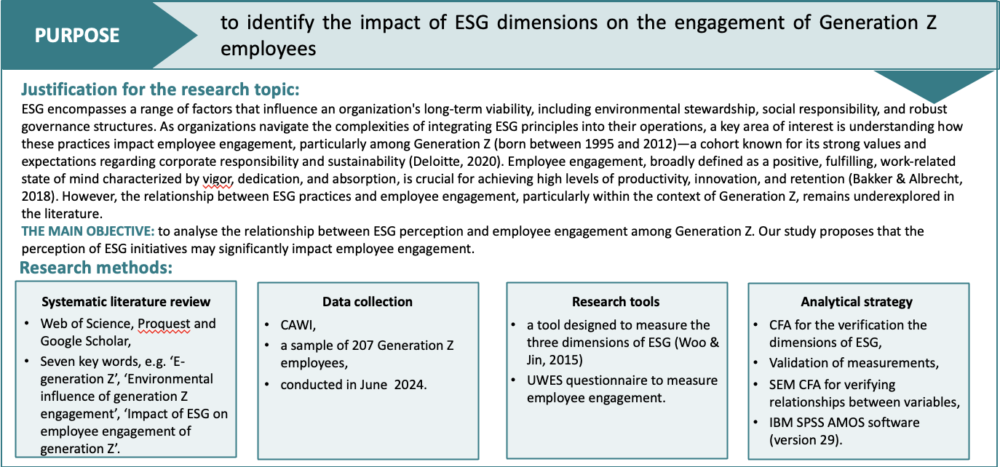 PURPOSE
to identify the impact of ESG dimensions on the engagement of Generation Z
employees
Justification for the research topic:
ESG encompasses a range of factors that influence an organization's long-term viability, including environmental stewardship, social responsibility, and robust
governance structures. As organizations navigate the complexities of integrating ESG principles into their operations, a key area of interest is understanding how
these practices impact employee engagement, particularly among Generation Z (born between 1995 and 2012)—a cohort known for its strong values and
expectations regarding corporate responsibility and sustainability (Deloitte, 2020). Employee engagement, broadly defined as a positive, fulfilling, work-related
state of mind characterized by vigor, dedication, and absorption, is crucial for achieving high levels of productivity, innovation, and retention (Bakker & Albrecht,
2018). However, the relationship between ESG practices and employee engagement, particularly within the context of Generation Z, remains underexplored in
the literature.
THE MAIN OBJECTIVE: to analyse the relationship between ESG perception and employee engagement among Generation Z. Our study proposes that the
perception of ESG initiatives may significantly impact employee engagement.
Research methods:
Systematic literature review
• Web of Science, Proquest and
Google Scholar,
• Seven key words, e.g. ‘E-
generation Z’, ‘Environmental
influence of generation Z
engagement’, ‘Impact of ESG on
employee engagement of
generation Z’.
Data collection
• CAWI,
• a sample of 207 Generation Z
employees,
• conducted in June 2024.
Research tools
• a tool designed to measure the
three dimensions of ESG (Woo &
Jin, 2015)
• UWES questionnaire to measure
employee engagement.
Analytical strategy
• CFA for the verification the
dimensions of ESG,
• Validation of measurements,
• SEM CFA for verifying
relationships between variables,
• IBM SPSS AMOS software
(version 29).